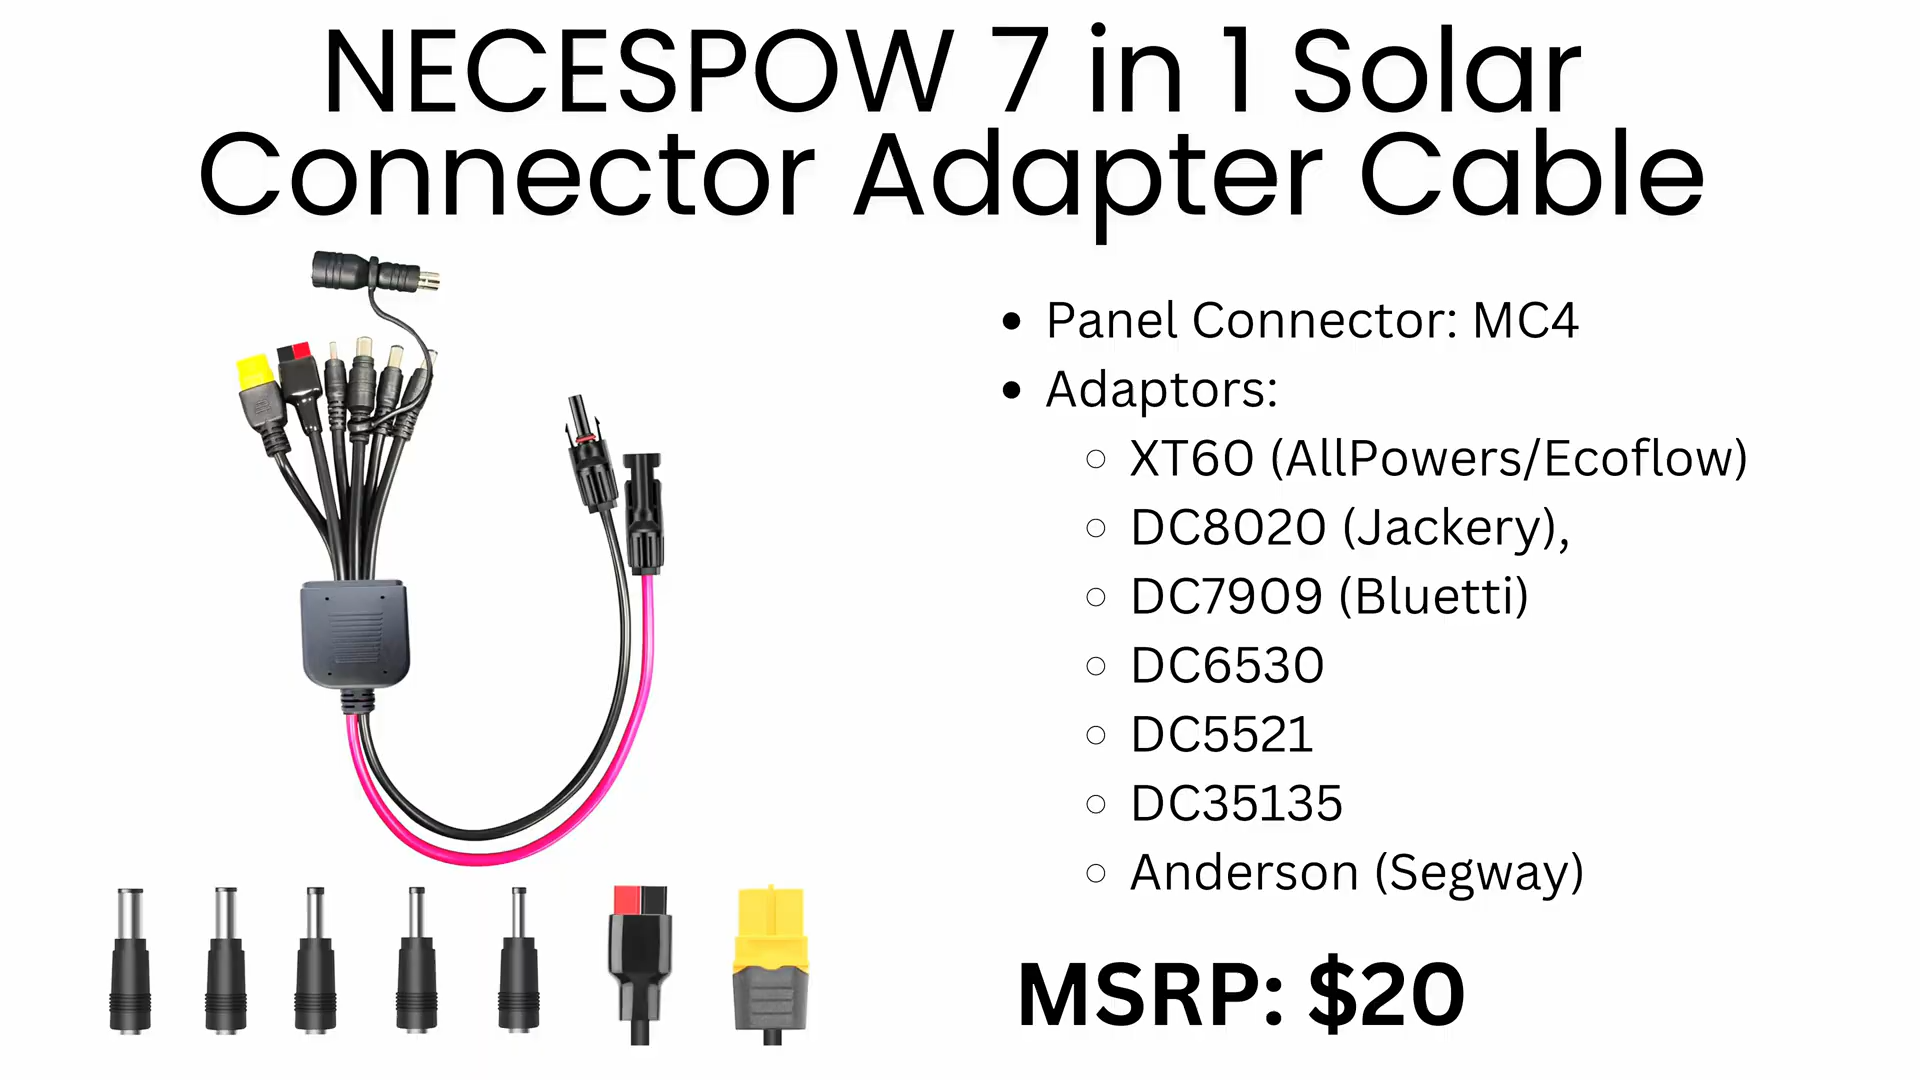 NECESPOW 7 in 1 Solar
Connector Adapter Cable
Panel Connector: MC4
Adaptors:
XT60 (AllPowers/Ecoflow)
DC8020 (Jackery),
DC7909 (Bluetti)
DC6530
DC5521
DC35135
Anderson (Segway)
MSRP: $20